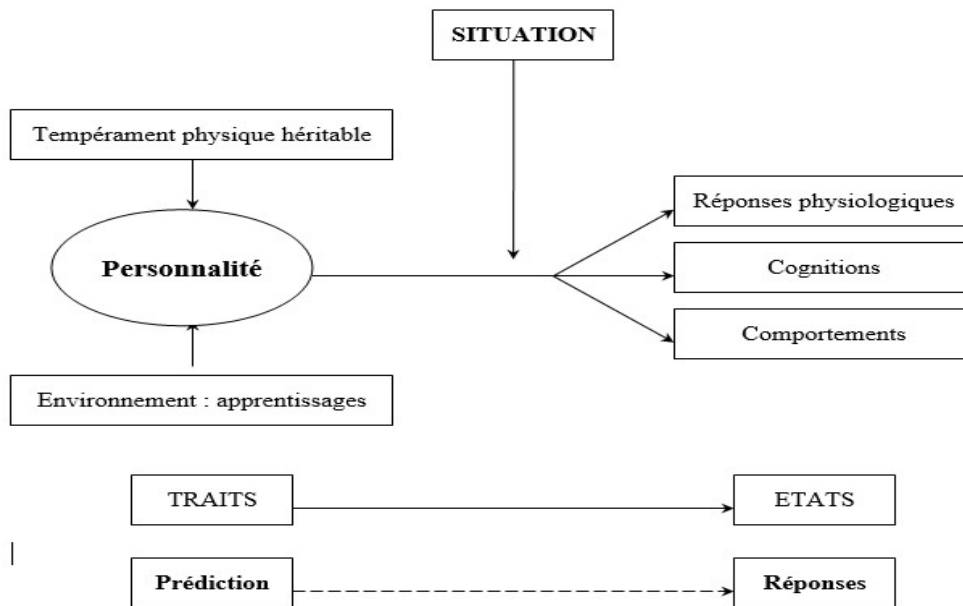 SITUATION
Tempérament physique héritable
Réponses physiologiques
Personnalité
Cognitions
Comportements
Environnement : apprentissages
TRAITS
ETATS
Prédiction
Réponses